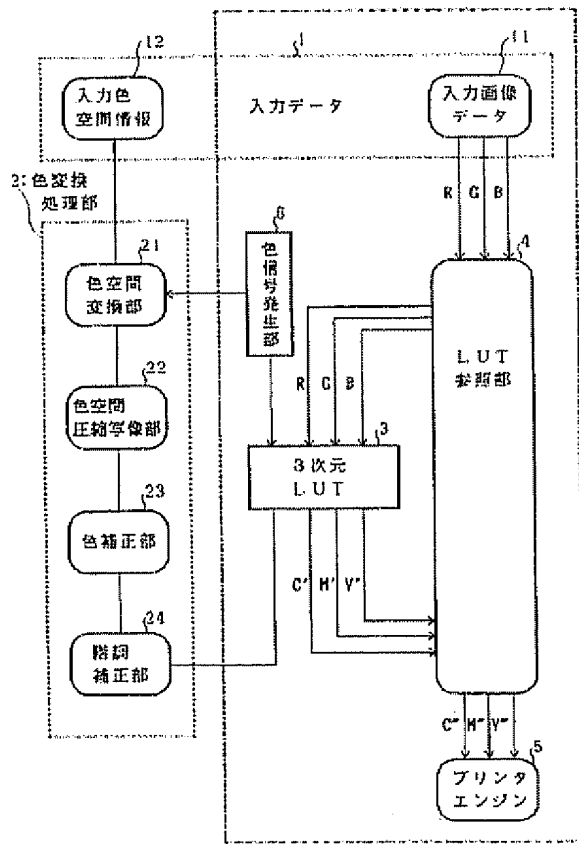 12
1
11
入力色
空間情報
入力データ
入力画像
データ
2:色変換
処理部
R G B
21
色空間
変換部
6
色信号発生部
4
LUT
参照部
22
色空間
圧縮写像部
R G B
3
3次元
LUT
23
色補正部
C" M" Y"
24
階調
補正部
C" M" Y"
5
プリンタ
エンジン